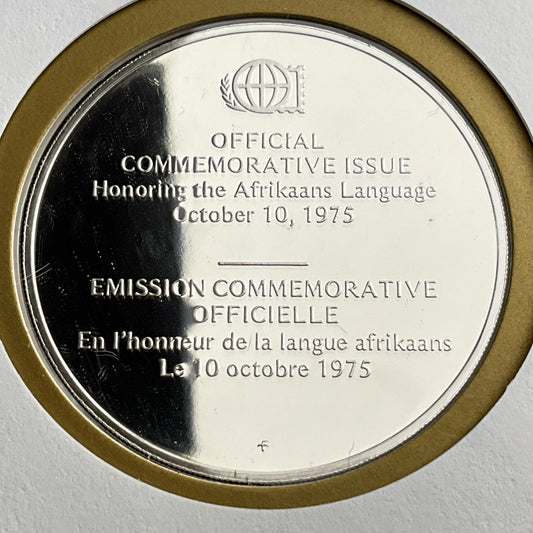 OFFICIAL
COMMEMORATIVE ISSUE
Honoring the Afrikaans Language
October 10, 1975
EMISSION COMMEMORATIVE
OFFICIELLE
En l'honneur de la langue afrikaans
Le 10 octobre 1975